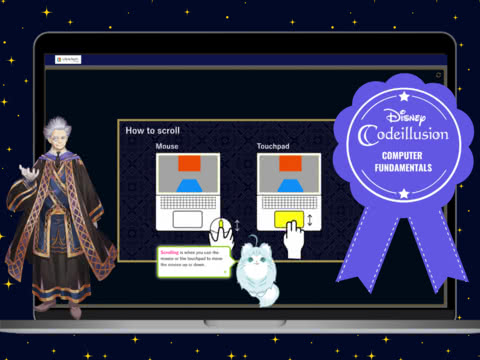 How to scroll
Mouse
Touchpad
Scrolling is when you use the
mouse or the touchpad to move
the screen up or down.
Disney
Codeillusion
COMPUTER
FUNDAMENTALS